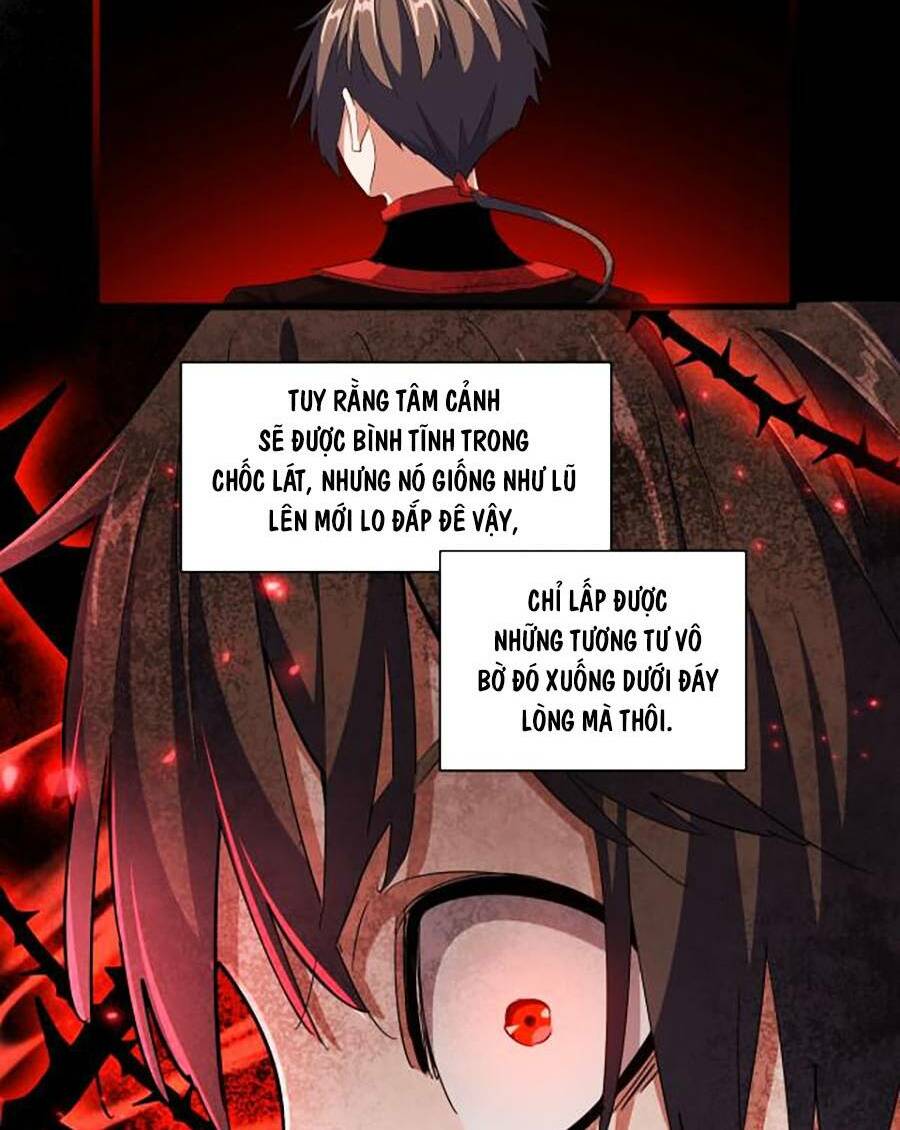 TUY RẰNG TÂM CẢNH
SẼ ĐƯỢC BÌNH TĨNH TRONG
CHỐC LÁT, NHƯNG NÓ GIỐNG NHƯ LŨ
LÊN MỚI LO ĐẮP ĐÊ VẬY,
CHỈ LẤP ĐƯỢC
NHỮNG TƯƠNG TƯ VÔ
BỜ ĐÓ XUỐNG DƯỚI ĐÁY
LÒNG MÀ THÔI.